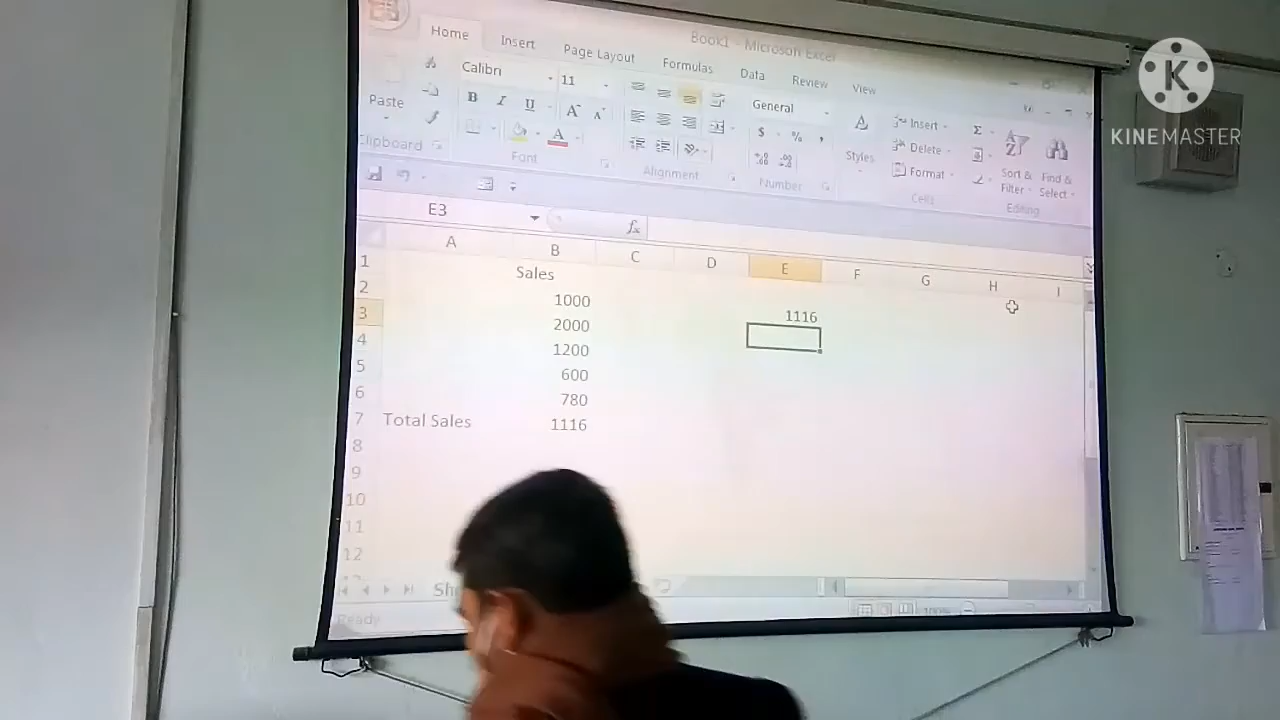 Book1 - Microsoft Excel
Home Insert Page Layout Formulas Data Review View
Calibri 11 General
Paste B I U A A A $ % , Styles Insert Delete Format Σ Sort & Filter Find & Select
Clipboard Font Alignment Number Cells Editing
E3 fx
A B C D E F G H I
1 Sales
2 1000 1116
3 2000
4 1200
5 600
6 780
7 Total Sales 1116
8
9
10
11
12
Ready 100%
K
KINEMASTER